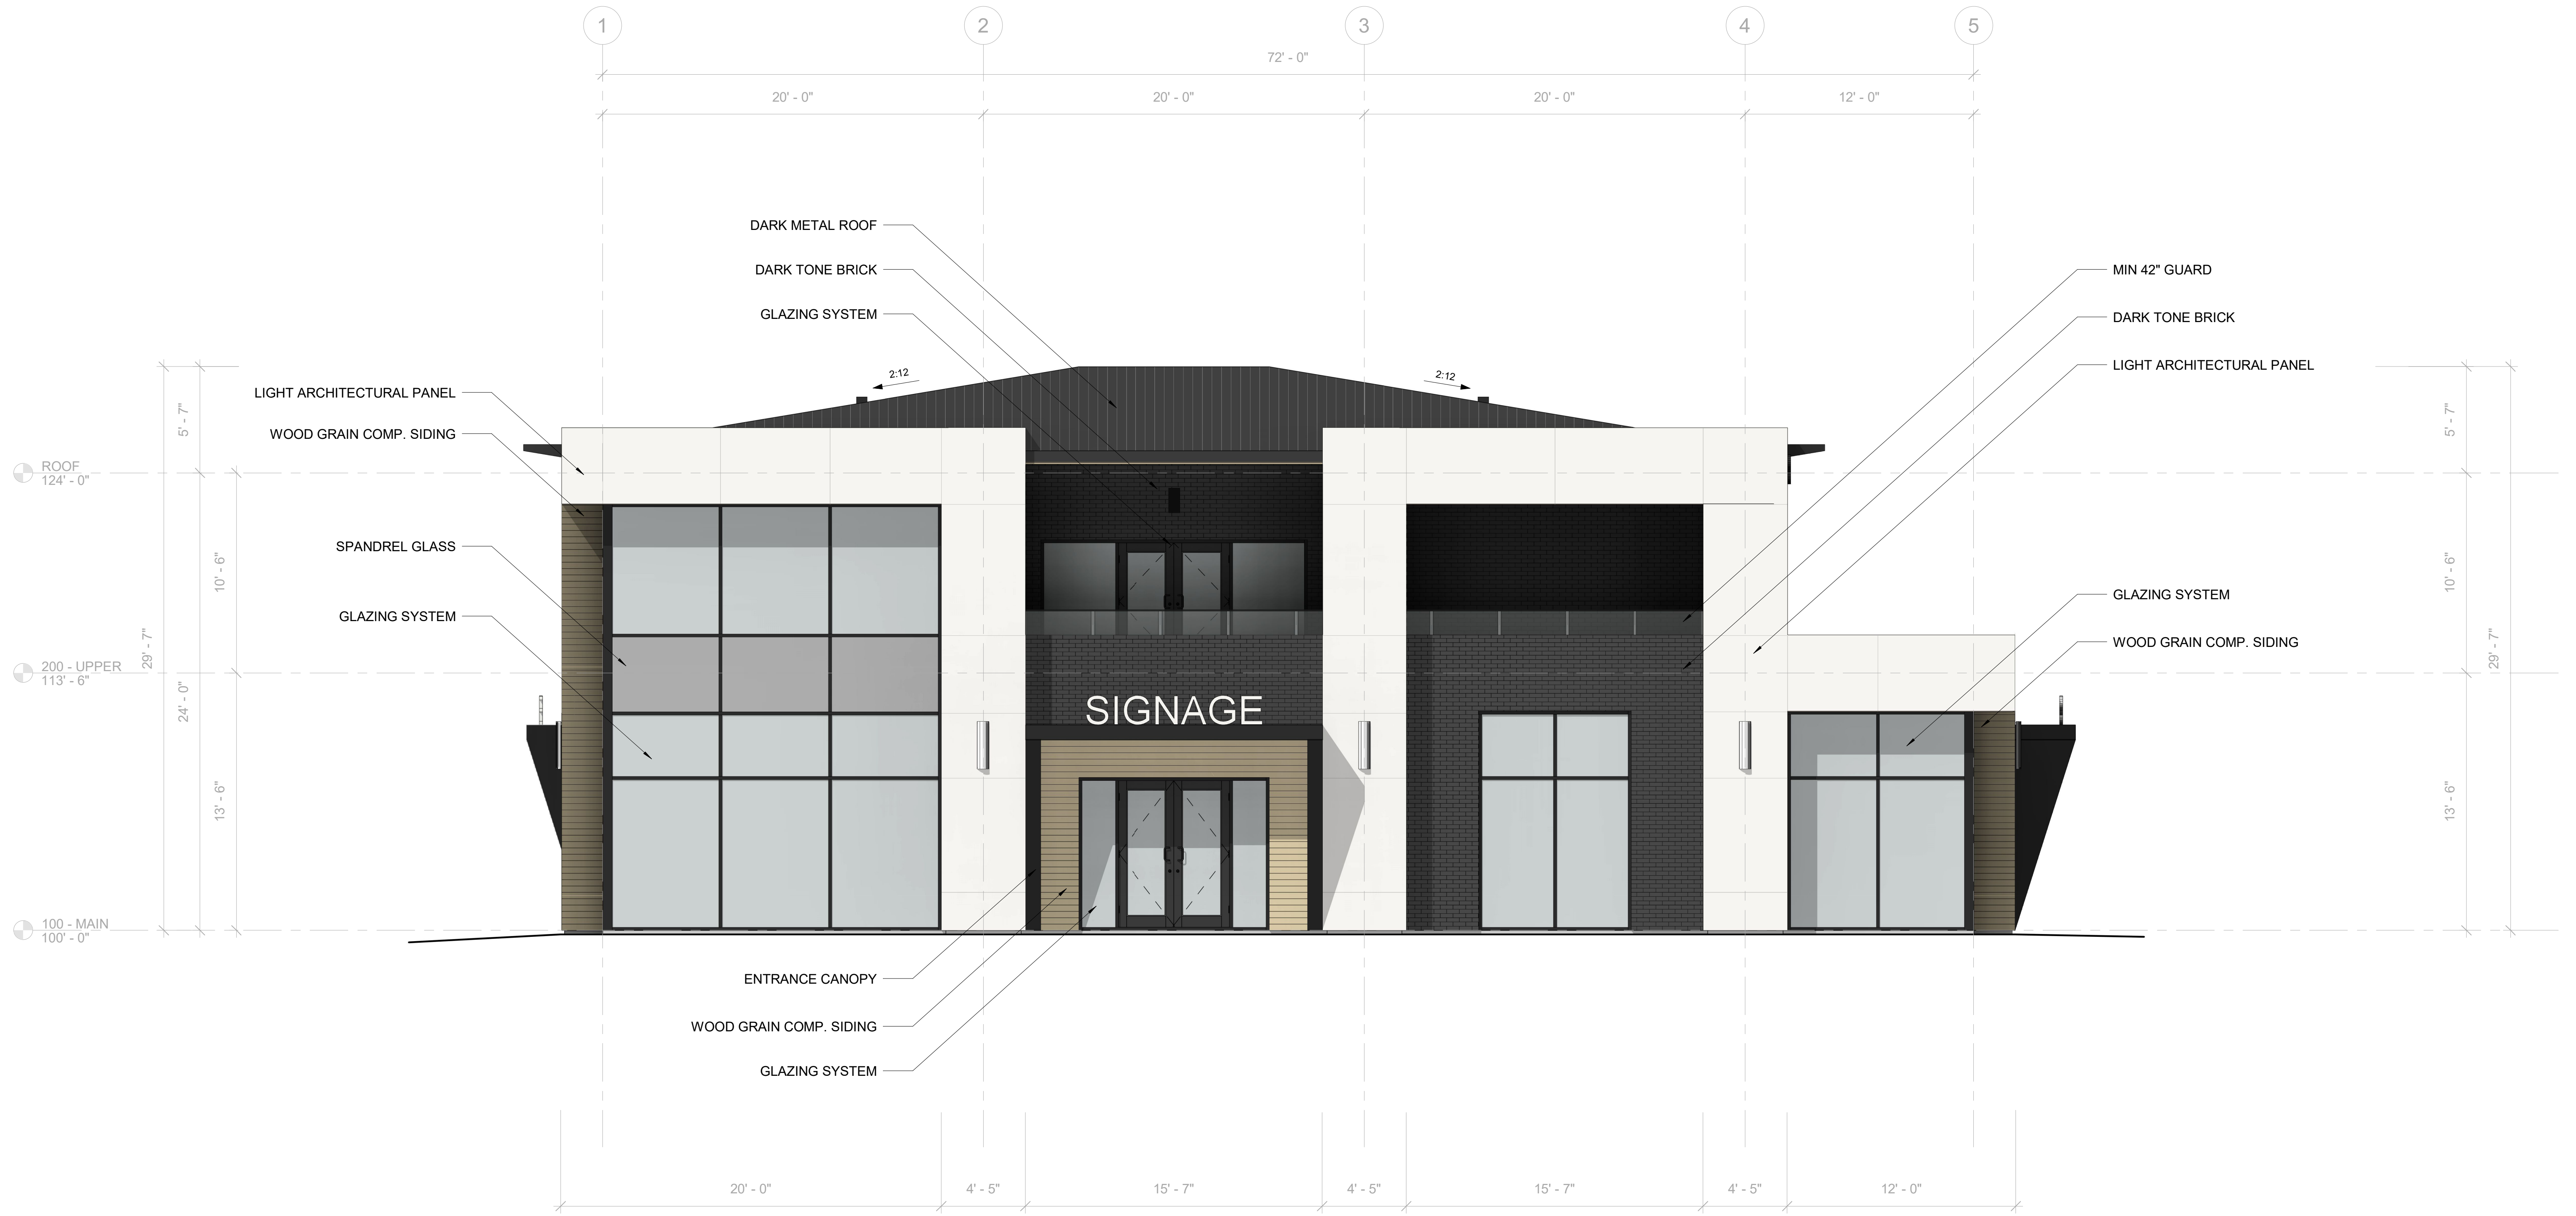 1 2 3 4 5
72' - 0"
20' - 0" 20' - 0" 20' - 0" 12' - 0"
DARK METAL ROOF
DARK TONE BRICK
GLAZING SYSTEM
MIN 42" GUARD
DARK TONE BRICK
LIGHT ARCHITECTURAL PANEL
2:12
2:12
LIGHT ARCHITECTURAL PANEL
WOOD GRAIN COMP. SIDING
5' - 7"
5' - 7"
ROOF
124' - 0"
SPANDREL GLASS
10' - 6"
10' - 6"
GLAZING SYSTEM
GLAZING SYSTEM
WOOD GRAIN COMP. SIDING
29' - 7"
29' - 7"
200 - UPPER
113' - 6"
24' - 0"
SIGNAGE
13' - 6"
13' - 6"
100 - MAIN
100' - 0"
ENTRANCE CANOPY
WOOD GRAIN COMP. SIDING
GLAZING SYSTEM
20' - 0" 4' - 5" 15' - 7" 4' - 5" 15' - 7" 4' - 5" 12' - 0"